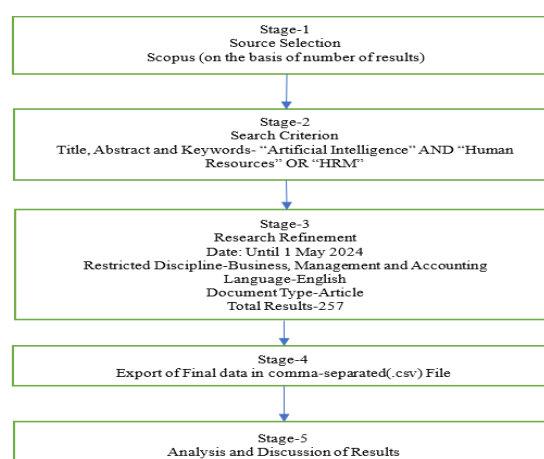 Stage-1
Source Selection
Scopus (on the basis of number of results)
Stage-2
Search Criterion
Title, Abstract and Keywords- “Artificial Intelligence” AND “Human
Resources” OR “HRM”
Stage-3
Research Refinement
Date: Until 1 May 2024
Restricted Discipline-Business, Management and Accounting
Language-English
Document Type-Article
Total Results-257
Stage-4
Export of Final data in comma-separated(.csv) File
Stage-5
Analysis and Discussion of Results